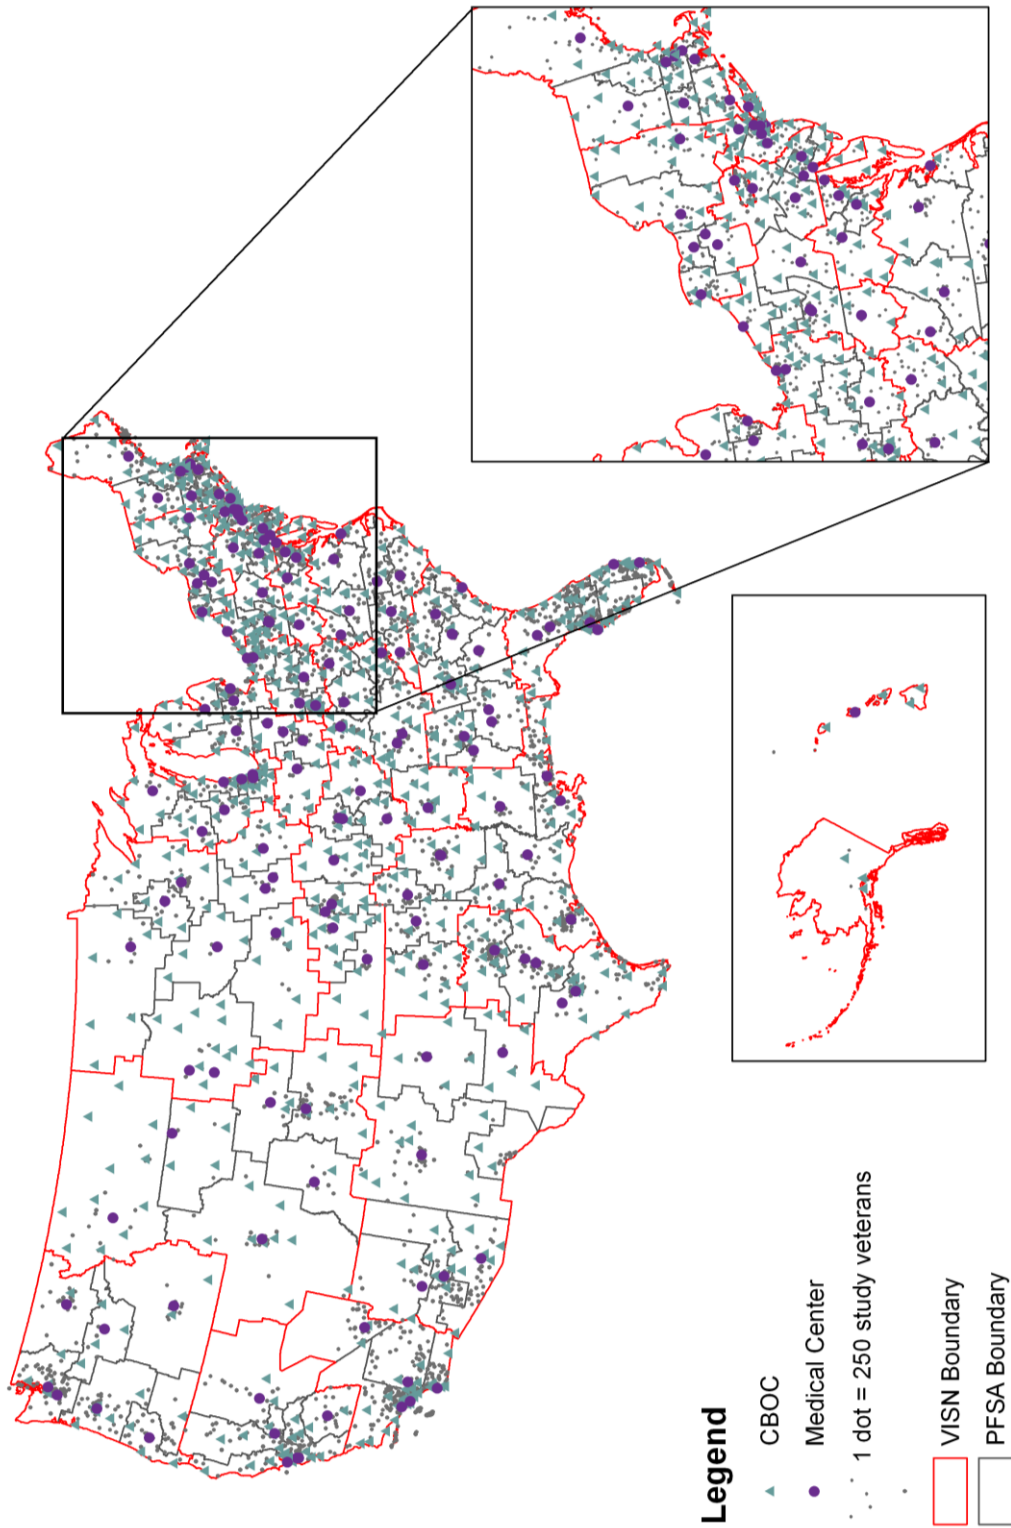 Legend
CBOC
Medical Center
1 dot = 250 study veterans
VISN Boundary
PFSA Boundary